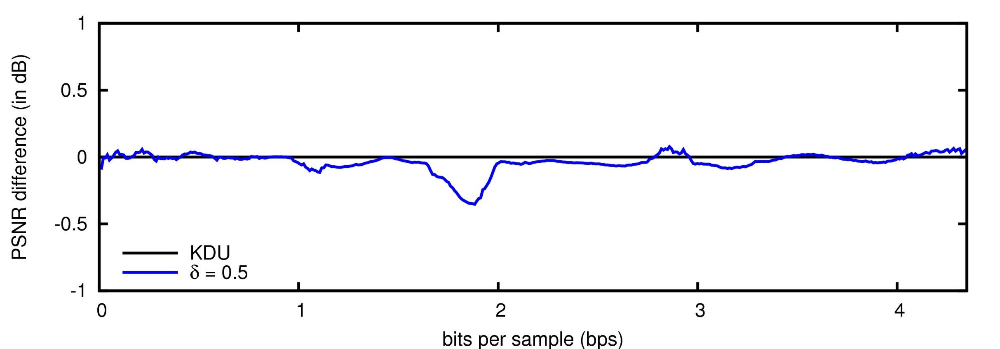 1
0.5
0
-0.5
-1
PSNR difference (in dB)
KDU
δ = 0.5
0 1 2 3 4
bits per sample (bps)